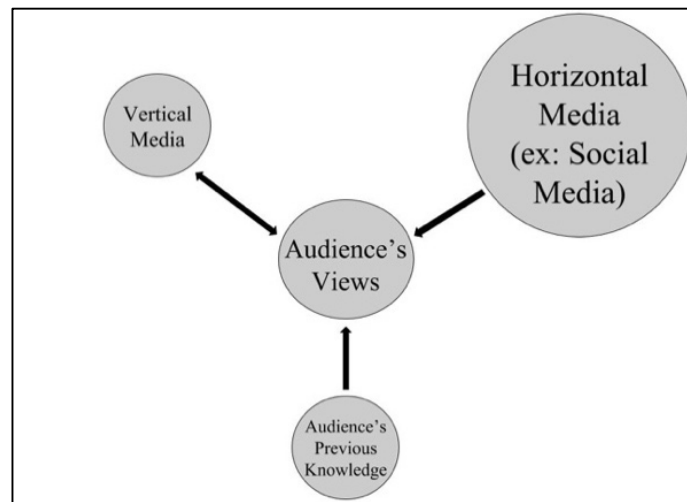 Vertical
Media
Horizontal
Media
(ex: Social
Media)
Audience's
Views
Audience's
Previous
Knowledge